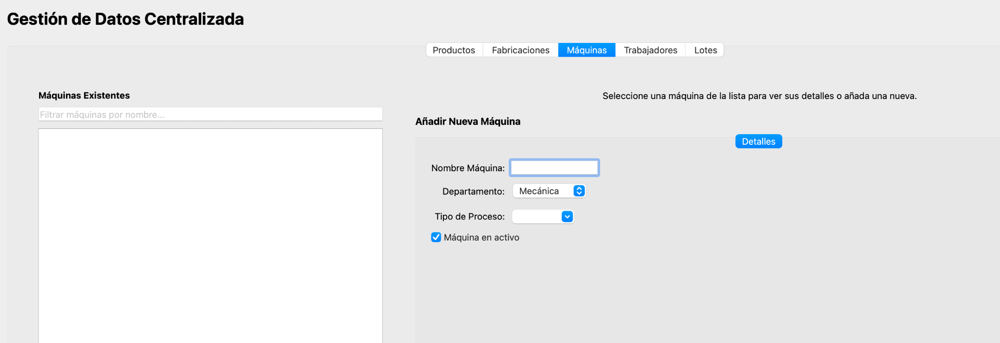 Gestión de Datos Centralizada
Productos Fabricaciones Máquinas Trabajadores Lotes
Máquinas Existentes
Filtrar máquinas por nombre...
Seleccione una máquina de la lista para ver sus detalles o añada una nueva.
Añadir Nueva Máquina
Detalles
Nombre Máquina:
Departamento: Mecánica
Tipo de Proceso:
Máquina en activo